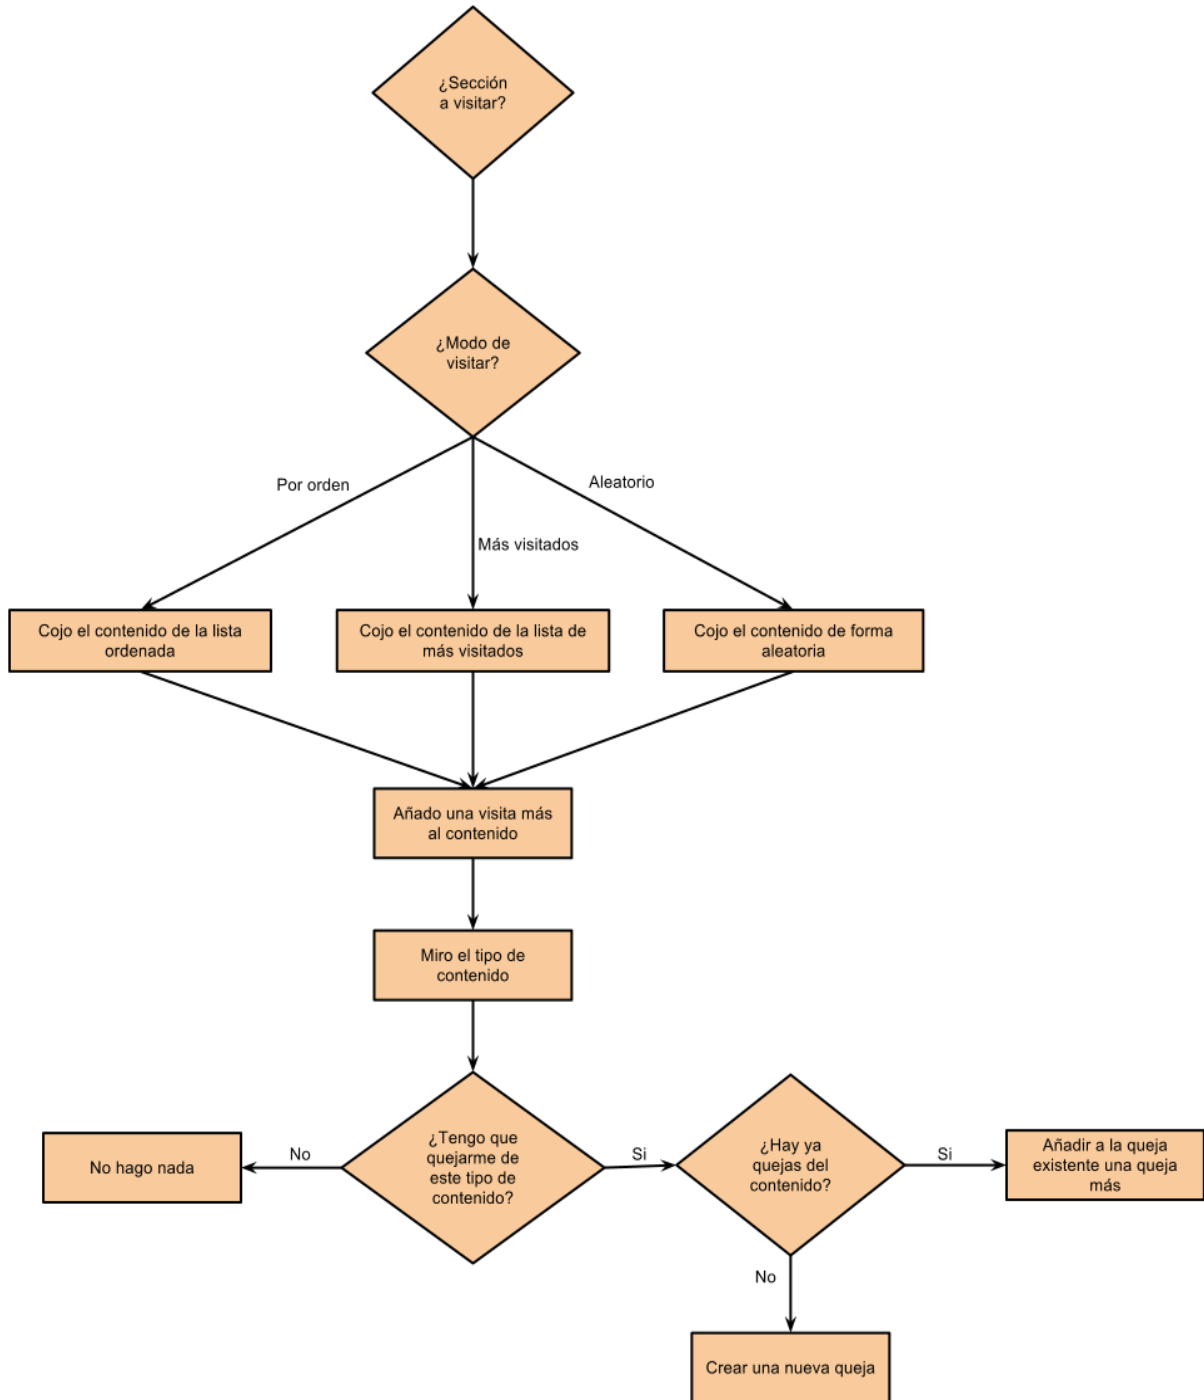 ¿Sección
a visitar?
¿Modo de
visitar?
Por orden
Aleatorio
Más visitados
Cojo el contenido de la lista
ordenada
Cojo el contenido de la lista de
más visitados
Cojo el contenido de forma
aleatoria
Añado una visita más
al contenido
Miro el tipo de
contenido
¿Tengo que
quejarme de
este tipo de
contenido?
No
No hago nada
Si
¿Hay ya
quejas del
contenido?
Si
Añadir a la queja
existente una queja
más
No
Crear una nueva queja